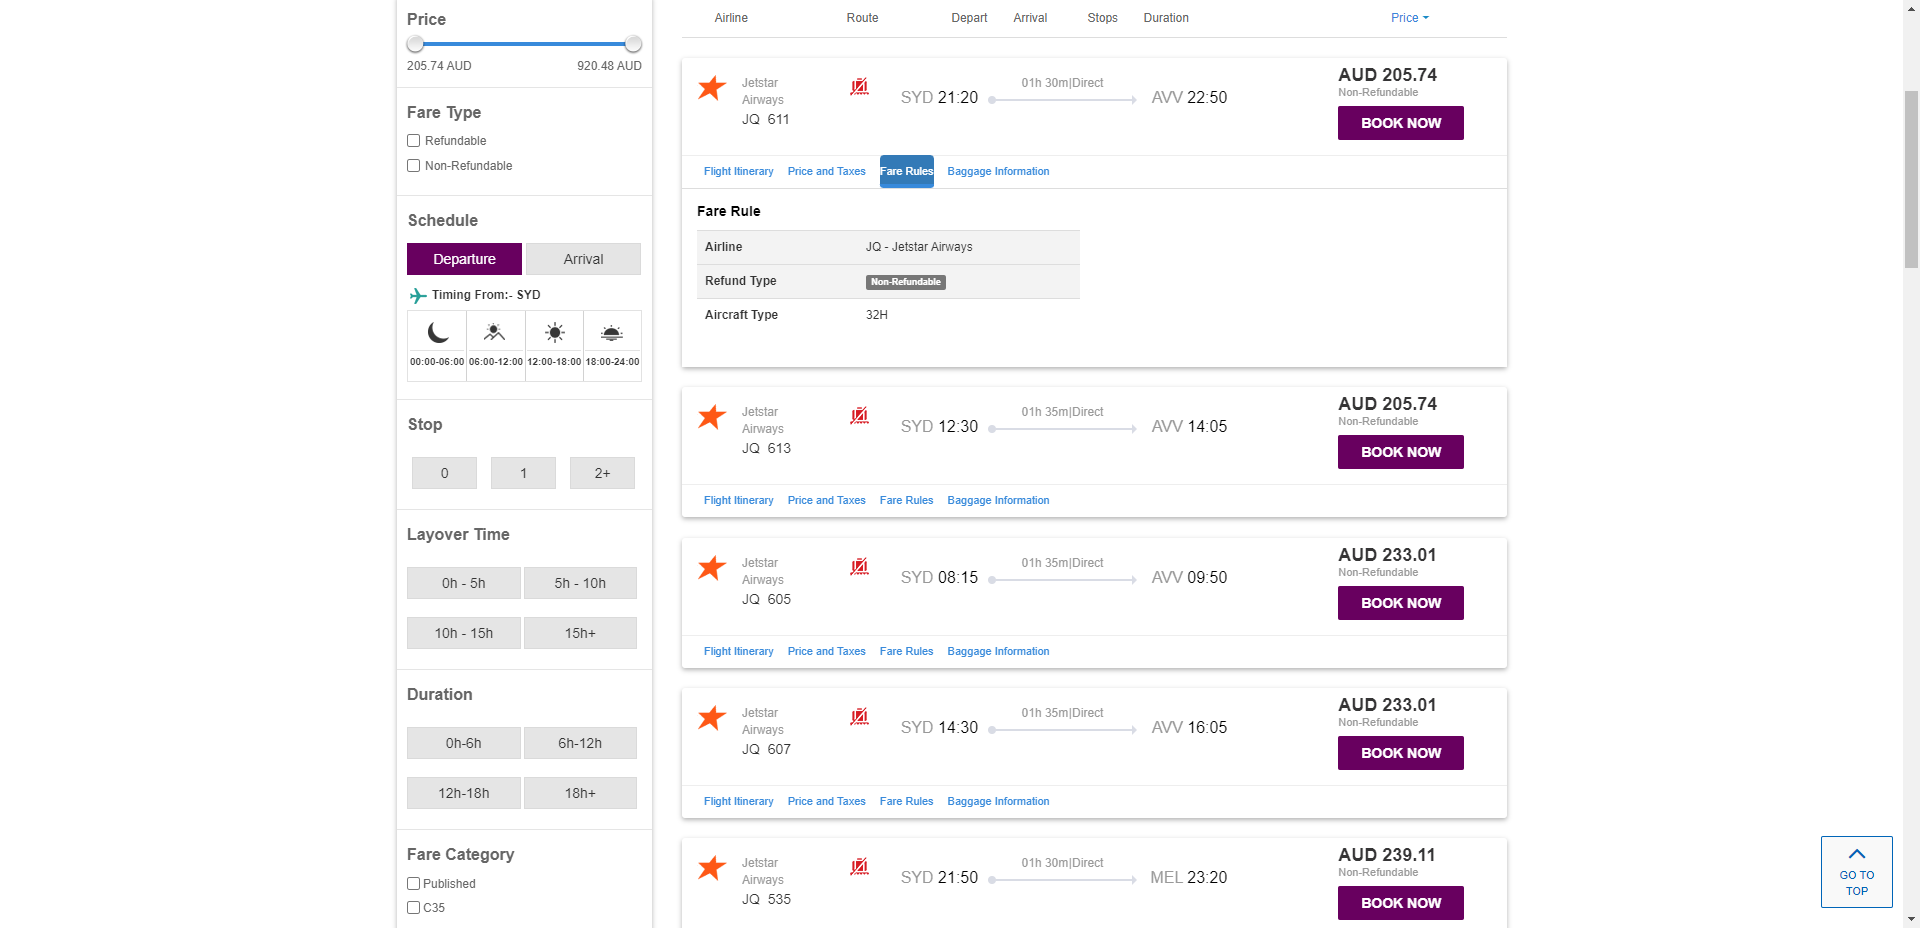 Price
205.74 AUD 920.48 AUD
Fare Type
Refundable
Non-Refundable
Schedule
Departure Arrival
Timing From:- SYD
00:00-06:00 06:00-12:00 12:00-18:00 18:00-24:00
Stop
0 1 2+
Layover Time
0h - 5h 5h - 10h
10h - 15h 15h+
Duration
0h-6h 6h-12h
12h-18h 18h+
Fare Category
Published
C35
Airline Route Depart Arrival Stops Duration Price
Jetstar Airways
JQ 611
SYD 21:20
01h 30m|Direct
AVV 22:50
AUD 205.74
Non-Refundable
BOOK NOW
Flight Itinerary Price and Taxes Fare Rules Baggage Information
Fare Rule
Airline JQ - Jetstar Airways
Refund Type Non-Refundable
Aircraft Type 32H
Jetstar Airways
JQ 613
SYD 12:30
01h 35m|Direct
AVV 14:05
AUD 205.74
Non-Refundable
BOOK NOW
Flight Itinerary Price and Taxes Fare Rules Baggage Information
Jetstar Airways
JQ 605
SYD 08:15
01h 35m|Direct
AVV 09:50
AUD 233.01
Non-Refundable
BOOK NOW
Flight Itinerary Price and Taxes Fare Rules Baggage Information
Jetstar Airways
JQ 607
SYD 14:30
01h 35m|Direct
AVV 16:05
AUD 233.01
Non-Refundable
BOOK NOW
Flight Itinerary Price and Taxes Fare Rules Baggage Information
Jetstar Airways
JQ 535
SYD 21:50
01h 30m|Direct
MEL 23:20
AUD 239.11
Non-Refundable
BOOK NOW
GO TO
TOP